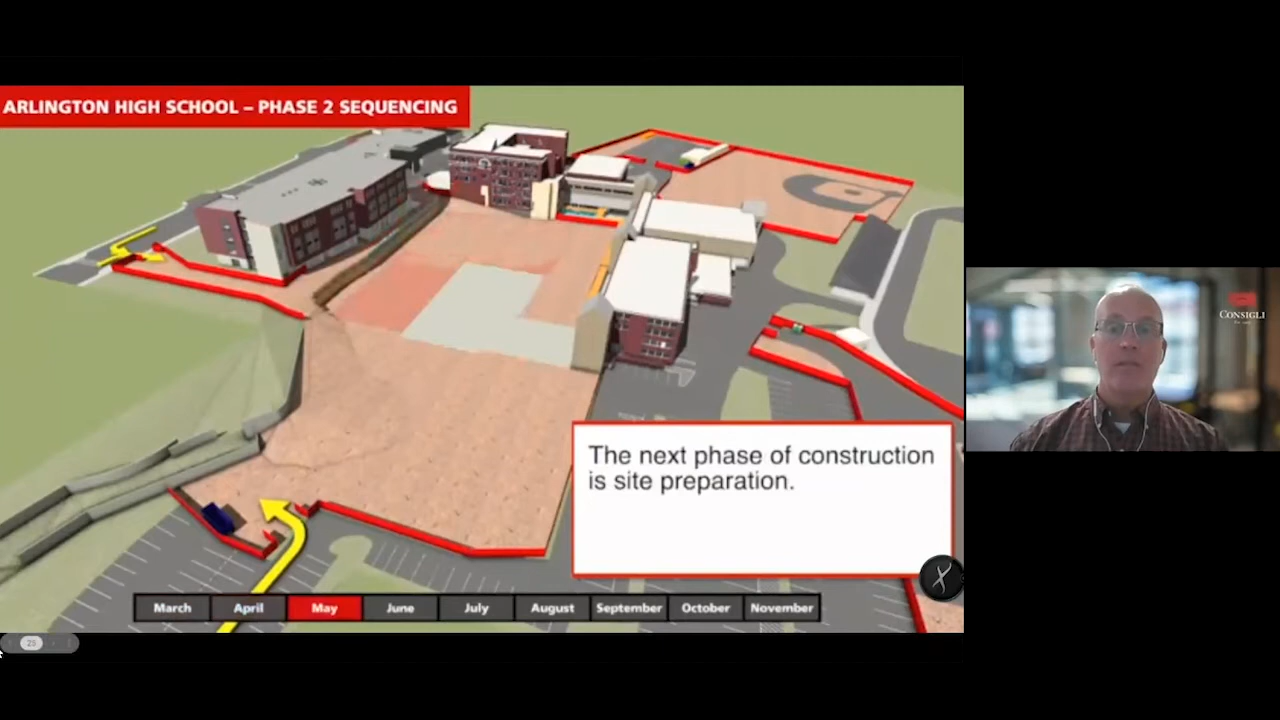 ARLINGTON HIGH SCHOOL – PHASE 2 SEQUENCING
CONSIGLI
The next phase of construction
is site preparation.
March April May June July August September October November
25